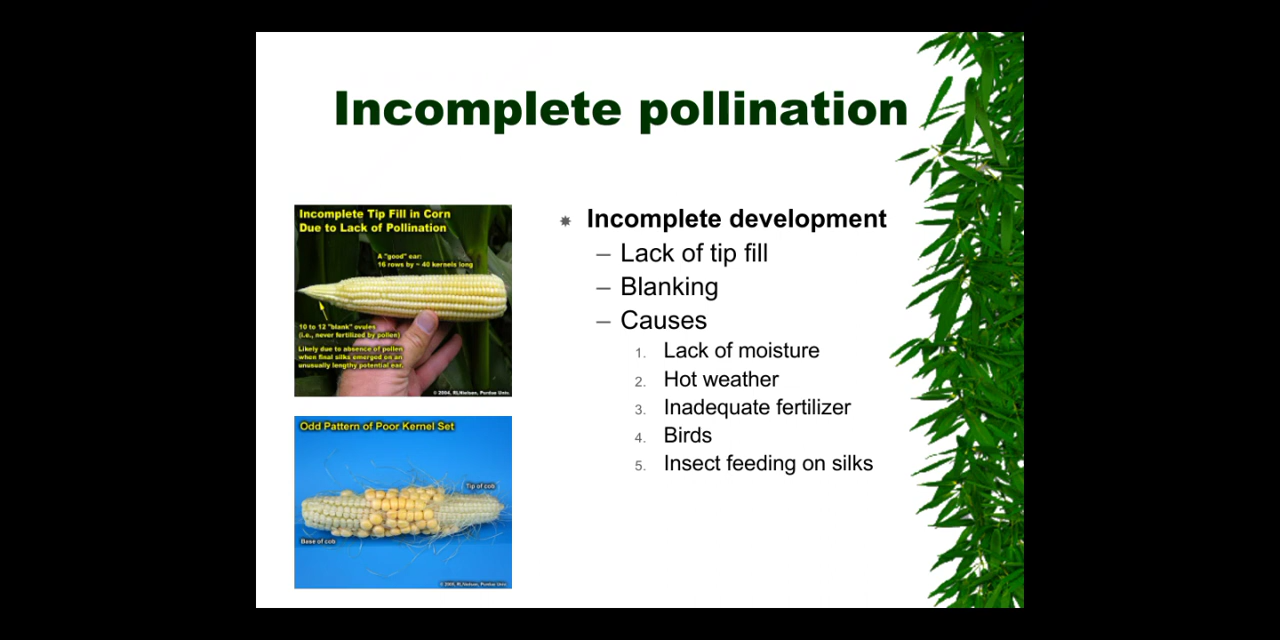 Incomplete pollination
Incomplete Tip Fill in Corn
Due to Lack of Pollination
A "good" ear:
16 rows by ~ 40 kernels long
10 to 12 "blank" ovules
(i.e., never fertilized by pollen)
Likely due to absence of pollen
when final silks emerged on an
unusually lengthy potential ear.
© 2004, RLNielsen, Purdue Univ.
Odd Pattern of Poor Kernel Set
Tip of cob
Base of cob
RLNielsen, Purdue Univ.
Incomplete development
– Lack of tip fill
– Blanking
– Causes
1. Lack of moisture
2. Hot weather
3. Inadequate fertilizer
4. Birds
5. Insect feeding on silks